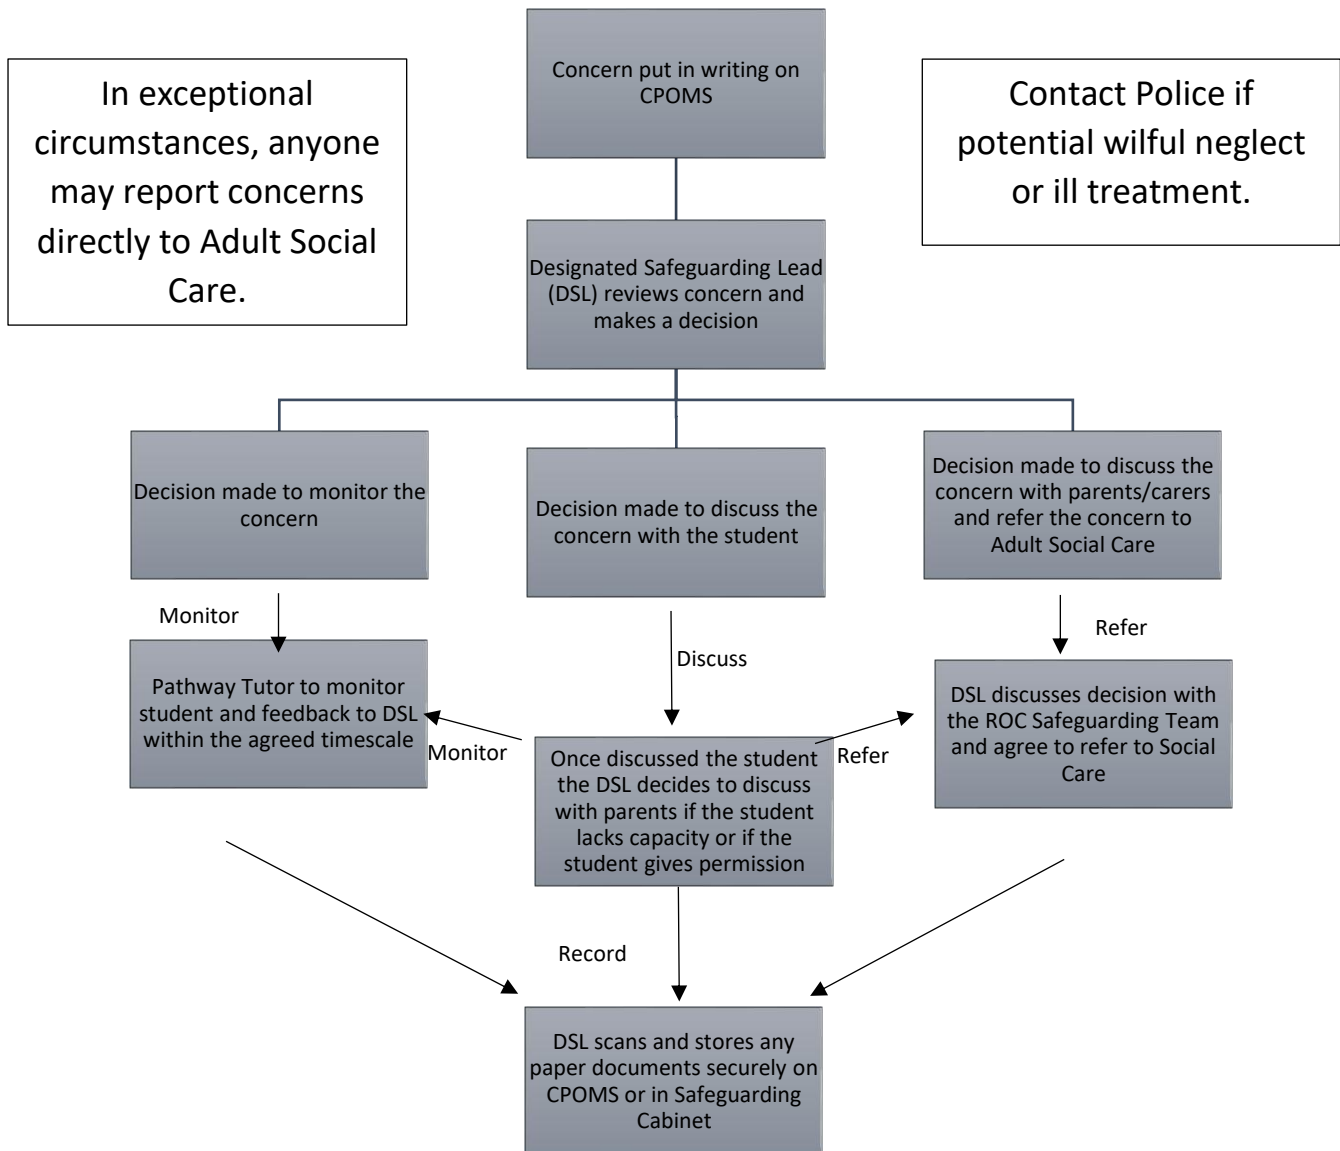 Concern put in writing on
CPOMS
In exceptional
circumstances, anyone
may report concerns
directly to Adult Social
Care.
Contact Police if
potential wilful neglect
or ill treatment.
Designated Safeguarding Lead
(DSL) reviews concern and
makes a decision
Decision made to monitor the
concern
Decision made to discuss the
concern with the student
Decision made to discuss the
concern with parents/carers
and refer the concern to
Adult Social Care
Monitor
Discuss
Refer
Pathway Tutor to monitor
student and feedback to DSL
within the agreed timescale
Monitor
Once discussed the student
the DSL decides to discuss
with parents if the student
lacks capacity or if the
student gives permission
Refer
DSL discusses decision with
the ROC Safeguarding Team
and agree to refer to Social
Care
Record
DSL scans and stores any
paper documents securely on
CPOMS or in Safeguarding
Cabinet